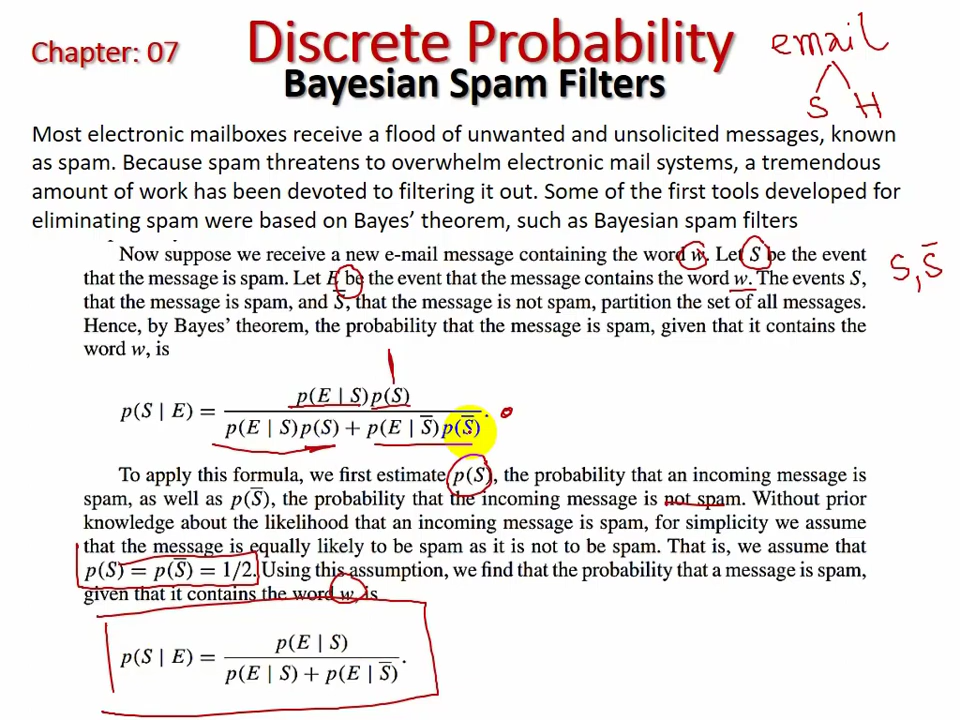 Chapter: 07
Discrete Probability
email
Bayesian Spam Filters
S H
Most electronic mailboxes receive a flood of unwanted and unsolicited messages, known
as spam. Because spam threatens to overwhelm electronic mail systems, a tremendous
amount of work has been devoted to filtering it out. Some of the first tools developed for
eliminating spam were based on Bayes’ theorem, such as Bayesian spam filters
Now suppose we receive a new e-mail message containing the word w. Let S be the event
that the message is spam. Let E be the event that the message contains the word w. The events S,
S, S̅
that the message is spam, and S̅, that the message is not spam, partition the set of all messages.
Hence, by Bayes’ theorem, the probability that the message is spam, given that it contains the
word w, is
p(S | E) = p(E | S)p(S) / p(E | S)p(S) + p(E | S̅)p(S̅).
To apply this formula, we first estimate p(S), the probability that an incoming message is
spam, as well as p(S̅), the probability that the incoming message is not spam. Without prior
knowledge about the likelihood that an incoming message is spam, for simplicity we assume
that the message is equally likely to be spam as it is not to be spam. That is, we assume that
p(S) = p(S̅) = 1/2. Using this assumption, we find that the probability that a message is spam,
given that it contains the word w, is
p(S | E) = p(E | S) / p(E | S) + p(E | S̅).